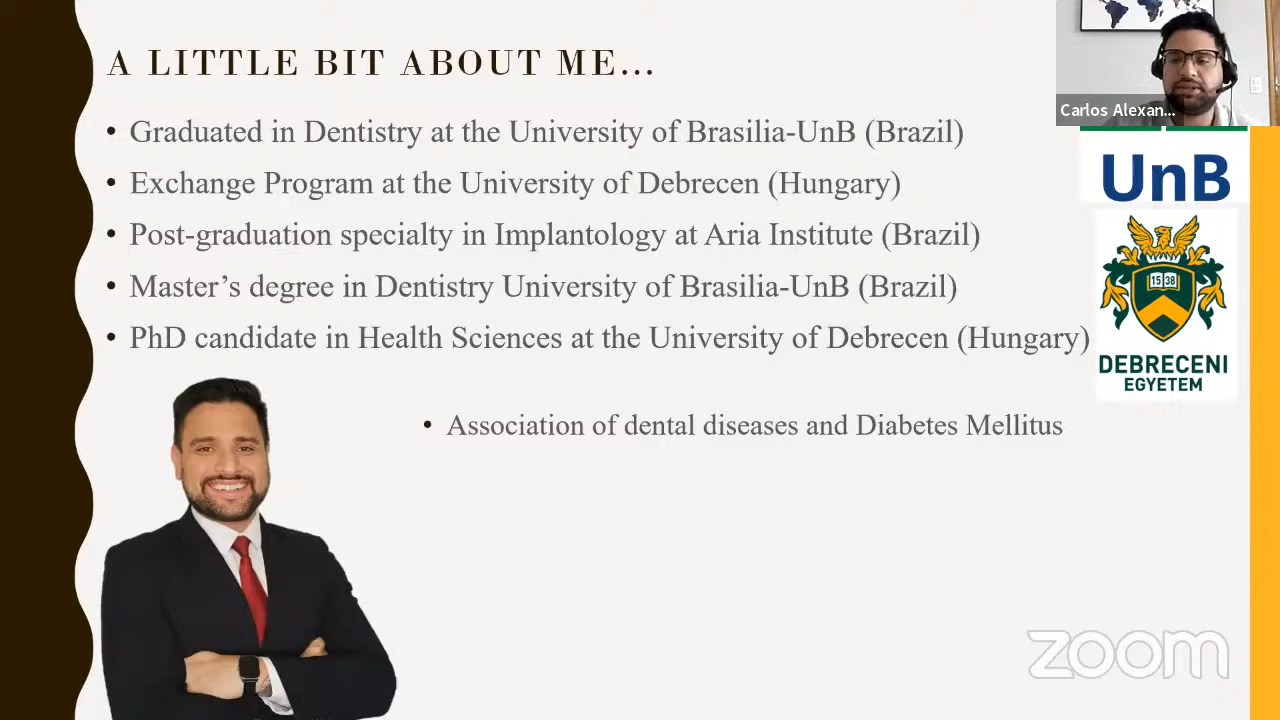 A LITTLE BIT ABOUT ME...
• Graduated in Dentistry at the University of Brasilia-UnB (Brazil)
• Exchange Program at the University of Debrecen (Hungary)
• Post-graduation specialty in Implantology at Aria Institute (Brazil)
• Master’s degree in Dentistry University of Brasilia-UnB (Brazil)
• PhD candidate in Health Sciences at the University of Debrecen (Hungary)
• Association of dental diseases and Diabetes Mellitus
Carlos Alexan...
UnB
15 38
DEBRECENI
EGYETEM
zoom